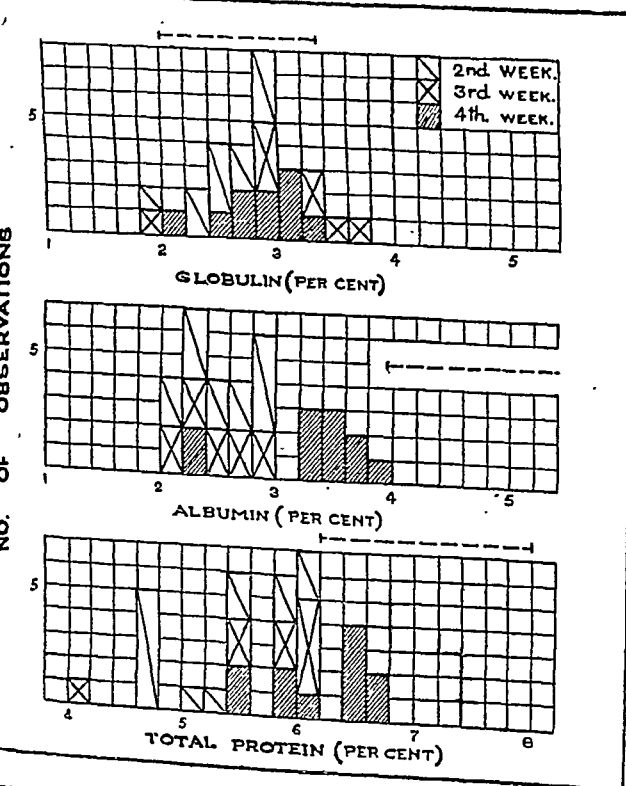 2nd WEEK.
3rd WEEK.
4th. WEEK.
5
1 2 3 4 5
GLOBULIN (PER CENT)
5
1 2 3 4 5
ALBUMIN ( PER CENT)
5
4 5 6 7 8
TOTAL PROTEIN (PER CENT)
NO. OF OBSERVATIONS